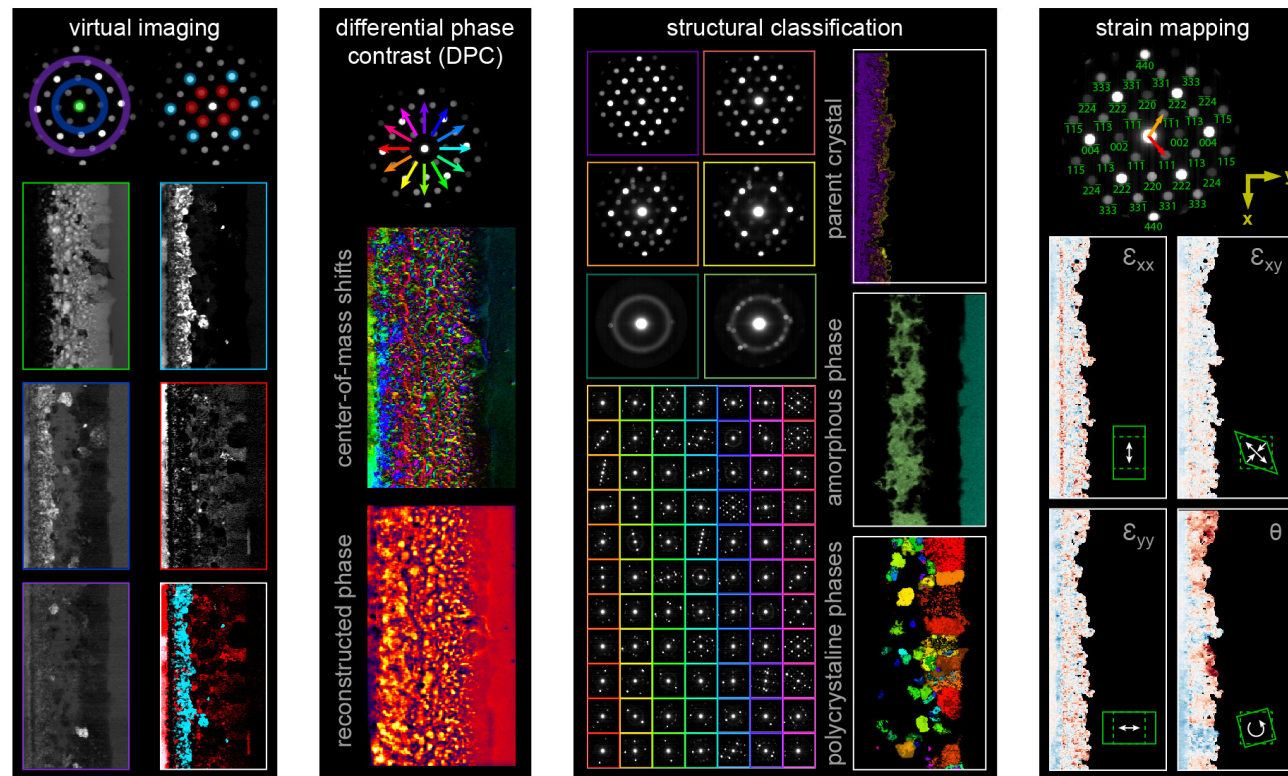 virtual imaging
differential phase
contrast (DPC)
center-of-mass shifts
reconstructed phase
structural classification
parent crystal
amorphous phase
polycrystaline phases
strain mapping
440
333 331 331 333
224 222 220 222 224
115 113 111 111 113 115
004 002 002 004
115 113 111 111 113 115
224 222 220 222 224
333 331 331 333
440
y
x
εxx
εxy
εyy
θ